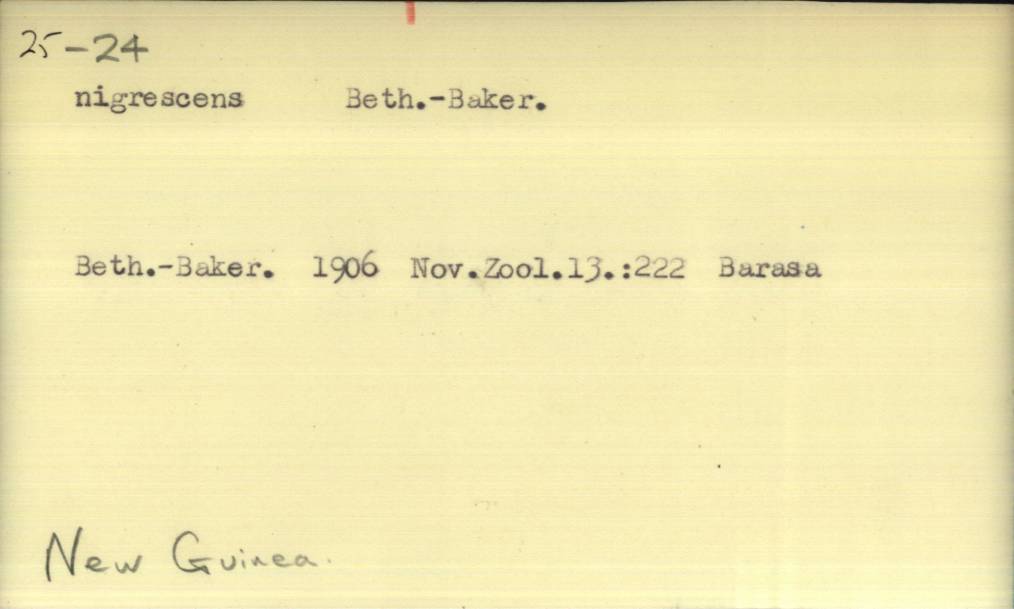 25-24
nigrescens Beth.-Baker.
Beth.-Baker. 1906 Nov.Zool.13.:222 Barasa
New Guinea.